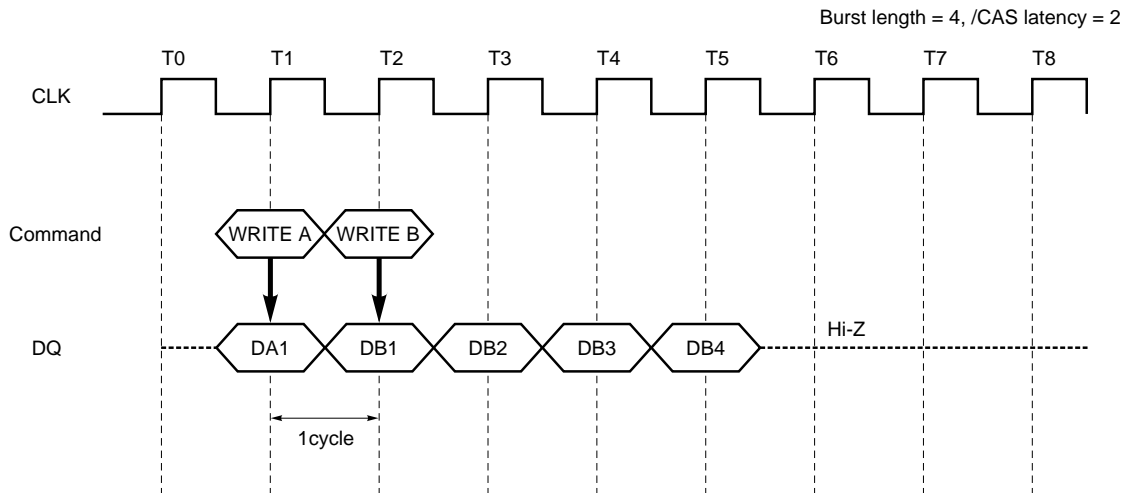 Burst length = 4, /CAS latency = 2
T0 T1 T2 T3 T4 T5 T6 T7 T8
CLK
Command WRITE A WRITE B
DQ DA1 DB1 DB2 DB3 DB4 Hi-Z
1cycle